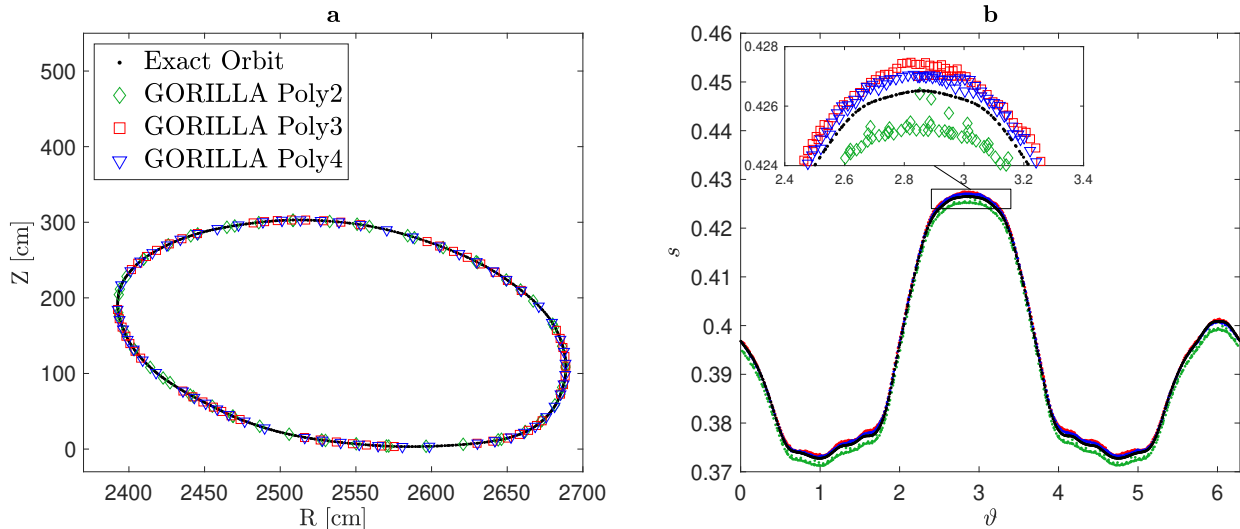 a
500
400
300
200
100
0
Z [cm]
2400 2450 2500 2550 2600 2650 2700
R [cm]
Exact Orbit
GORILLA Poly2
GORILLA Poly3
GORILLA Poly4
b
0.46
0.45
0.44
0.43
0.42
0.41
0.4
0.39
0.38
0.37
s
0 1 2 3 4 5 6
ϑ
0.428
0.426
0.424
2.4 2.6 2.8 3 3.2 3.4